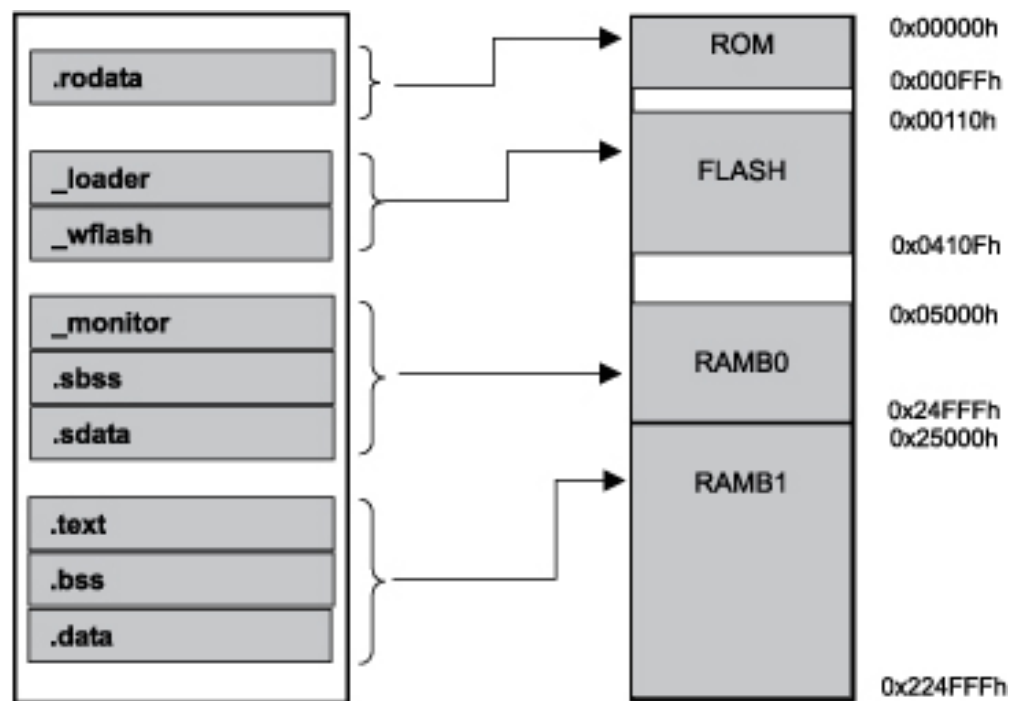 .rodata
_loader
_wflash
_monitor
.sbss
.sdata
.text
.bss
.data
ROM
FLASH
RAMB0
RAMB1
0x00000h
0x000FFh
0x00110h
0x0410Fh
0x05000h
0x24FFFh
0x25000h
0x224FFFh